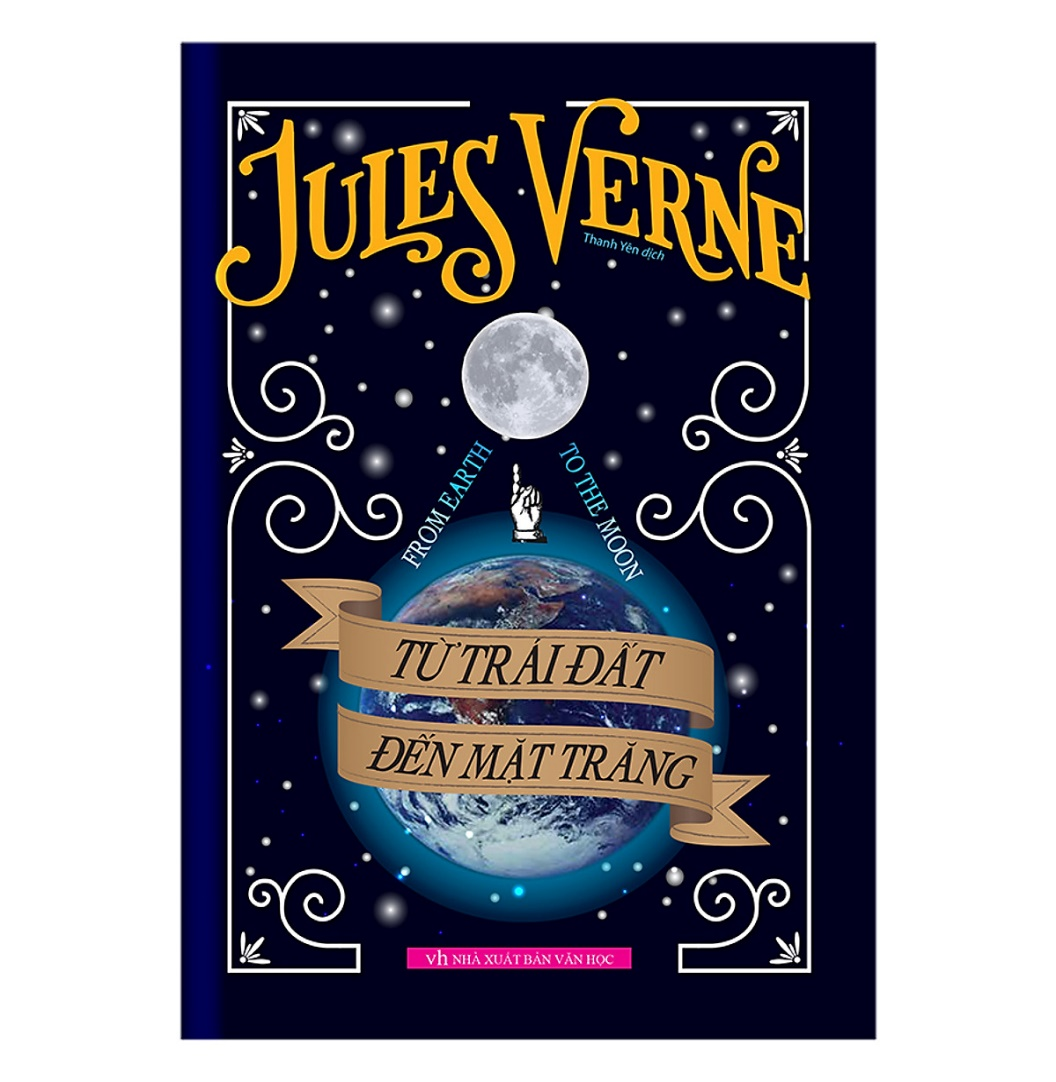 JULES VERNE
Thanh Yên dịch
FROM EARTH
TO THE MOON
TỪ TRÁI ĐẤT
ĐẾN MẶT TRĂNG
vh NHÀ XUẤT BẢN VĂN HỌC